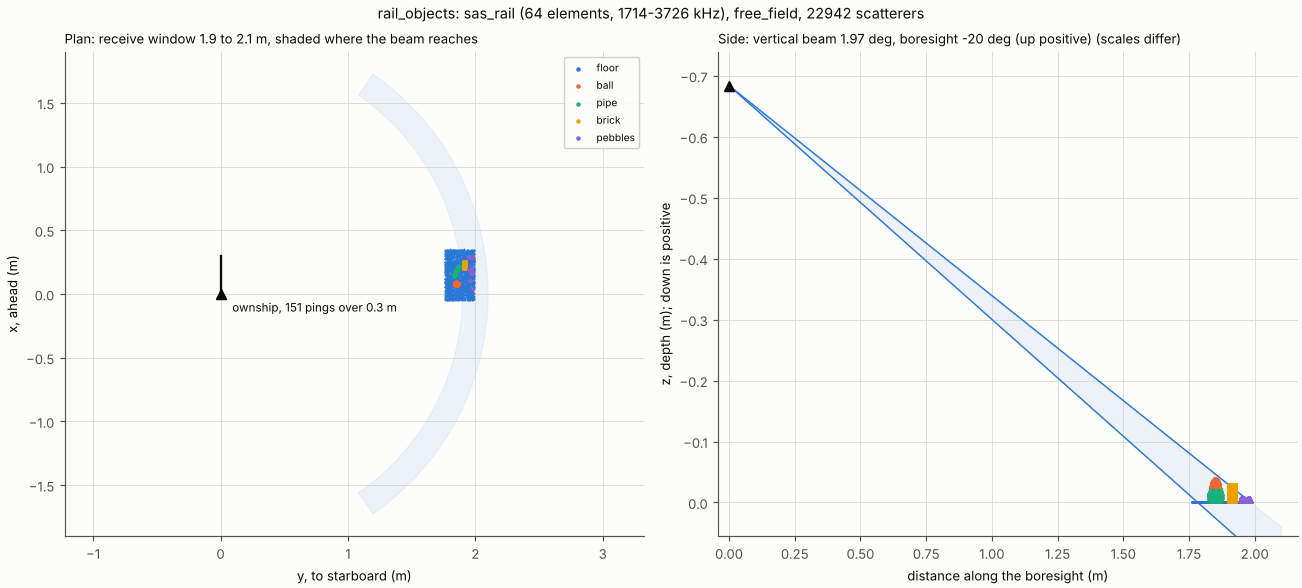 rail_objects: sas_rail (64 elements, 1714-3726 kHz), free_field, 22942 scatterers
Plan: receive window 1.9 to 2.1 m, shaded where the beam reaches
floor
ball
pipe
brick
pebbles
1.5
1.0
0.5
0.0
−0.5
−1.0
−1.5
x, ahead (m)
ownship, 151 pings over 0.3 m
−1
0
1
2
3
y, to starboard (m)
Side: vertical beam 1.97 deg, boresight -20 deg (up positive) (scales differ)
−0.7
−0.6
−0.5
−0.4
−0.3
−0.2
−0.1
0.0
z, depth (m); down is positive
0.00
0.25
0.50
0.75
1.00
1.25
1.50
1.75
2.00
distance along the boresight (m)